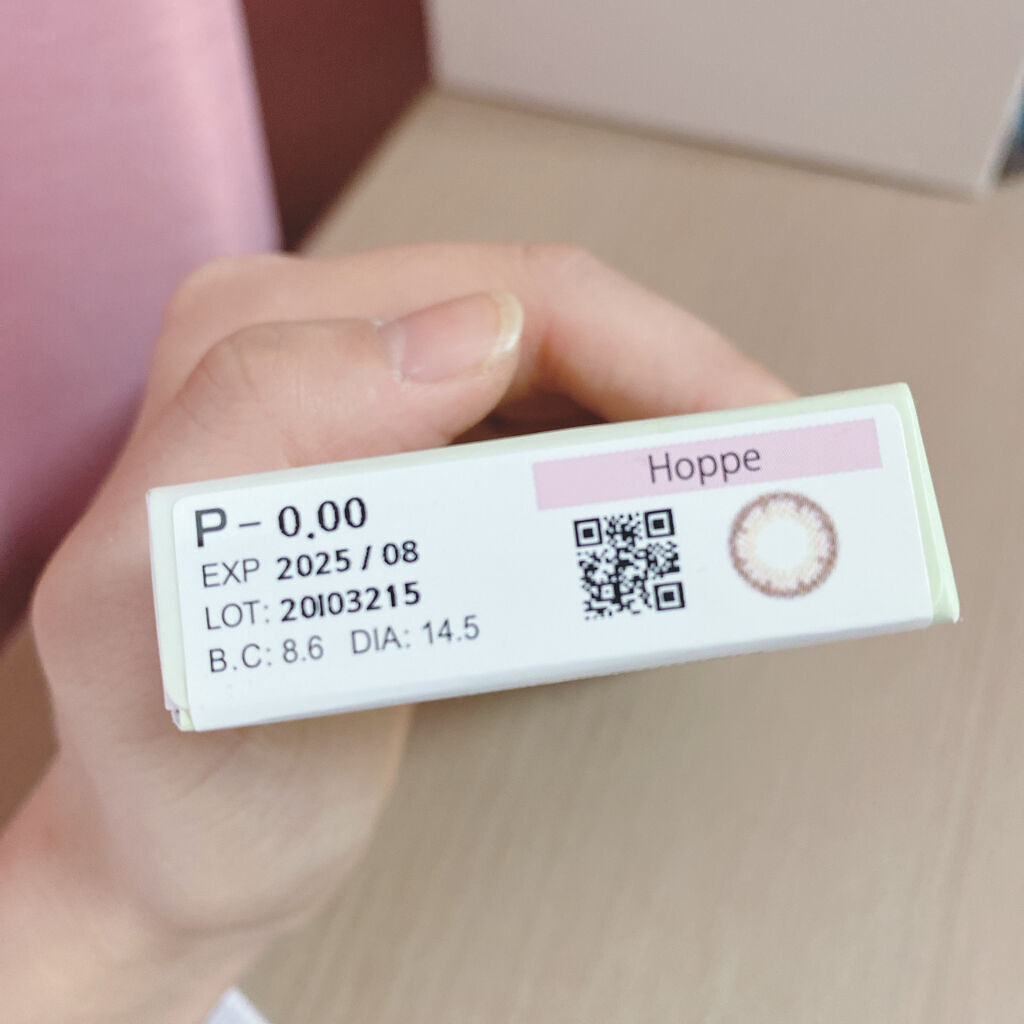 Hoppe
P - 0.00
EXP 2025 / 08
LOT: 20I03215
B.C: 8.6 DIA: 14.5